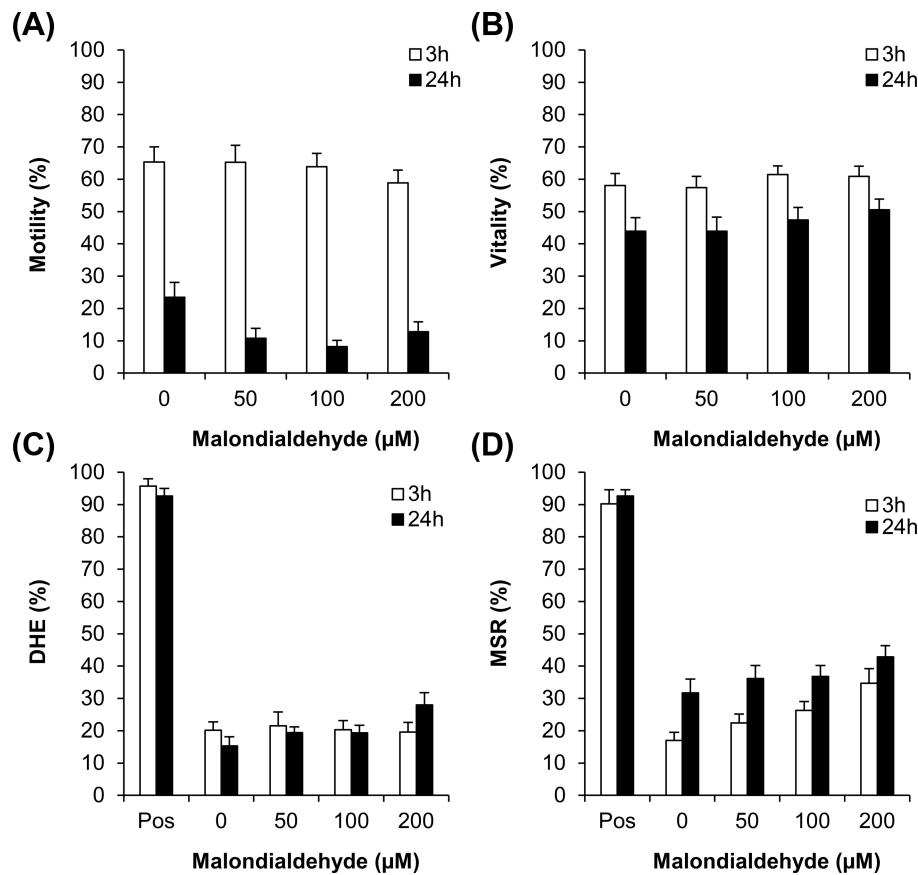 (A)
3h
24h
100
90
80
70
60
50
40
30
20
10
0
Motility (%)
0 50 100 200
Malondialdehyde (µM)
(B)
3h
24h
100
90
80
70
60
50
40
30
20
10
0
Vitality (%)
0 50 100 200
Malondialdehyde (µM)
(C)
3h
24h
100
90
80
70
60
50
40
30
20
10
0
DHE (%)
Pos 0 50 100 200
Malondialdehyde (µM)
(D)
3h
24h
100
90
80
70
60
50
40
30
20
10
0
MSR (%)
Pos 0 50 100 200
Malondialdehyde (µM)